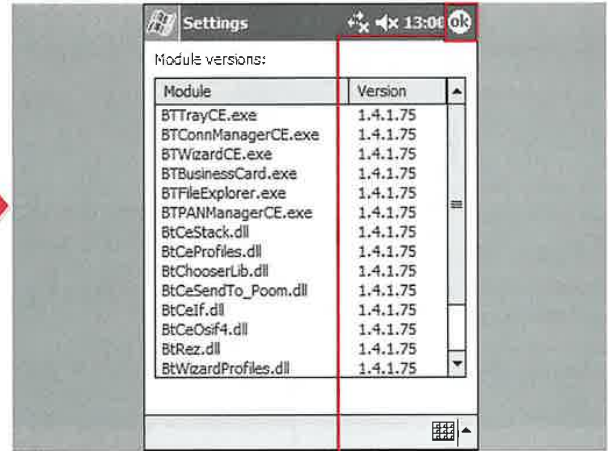 Settings 13:00 ok
Module versions:
Module Version
BTTrayCE.exe 1.4.1.75
BTConnManagerCE.exe 1.4.1.75
BTWizardCE.exe 1.4.1.75
BTBusinessCard.exe 1.4.1.75
BTFileExplorer.exe 1.4.1.75
BTPANManagerCE.exe 1.4.1.75
BtCeStack.dll 1.4.1.75
BtCeProfiles.dll 1.4.1.75
BtChooserLib.dll 1.4.1.75
BtCeSendTo_Poom.dll 1.4.1.75
BtCeIf.dll 1.4.1.75
BtCeOsif4.dll 1.4.1.75
BtRez.dll 1.4.1.75
BtWizardProfiles.dll 1.4.1.75